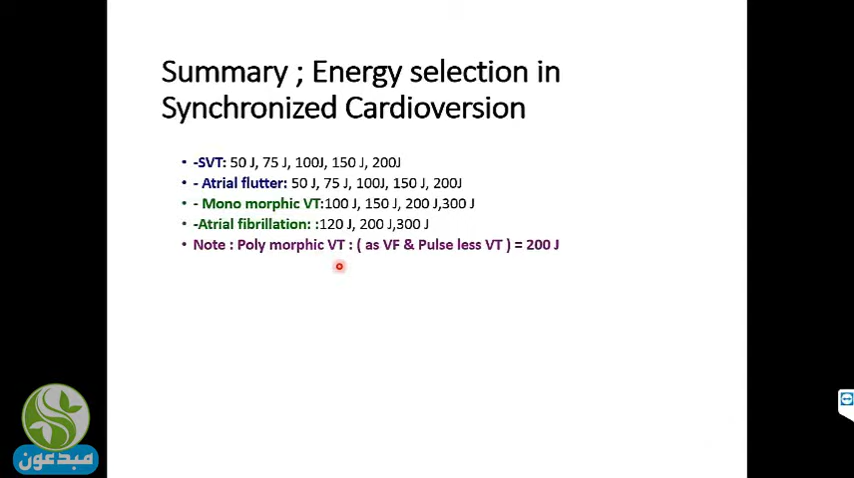 Summary ; Energy selection in
Synchronized Cardioversion
• -SVT: 50 J, 75 J, 100J, 150 J, 200J
• - Atrial flutter: 50 J, 75 J, 100J, 150 J, 200J
• - Mono morphic VT:100 J, 150 J, 200 J,300 J
• -Atrial fibrillation: :120 J, 200 J,300 J
• Note : Poly morphic VT : ( as VF & Pulse less VT ) = 200 J
مبدعون